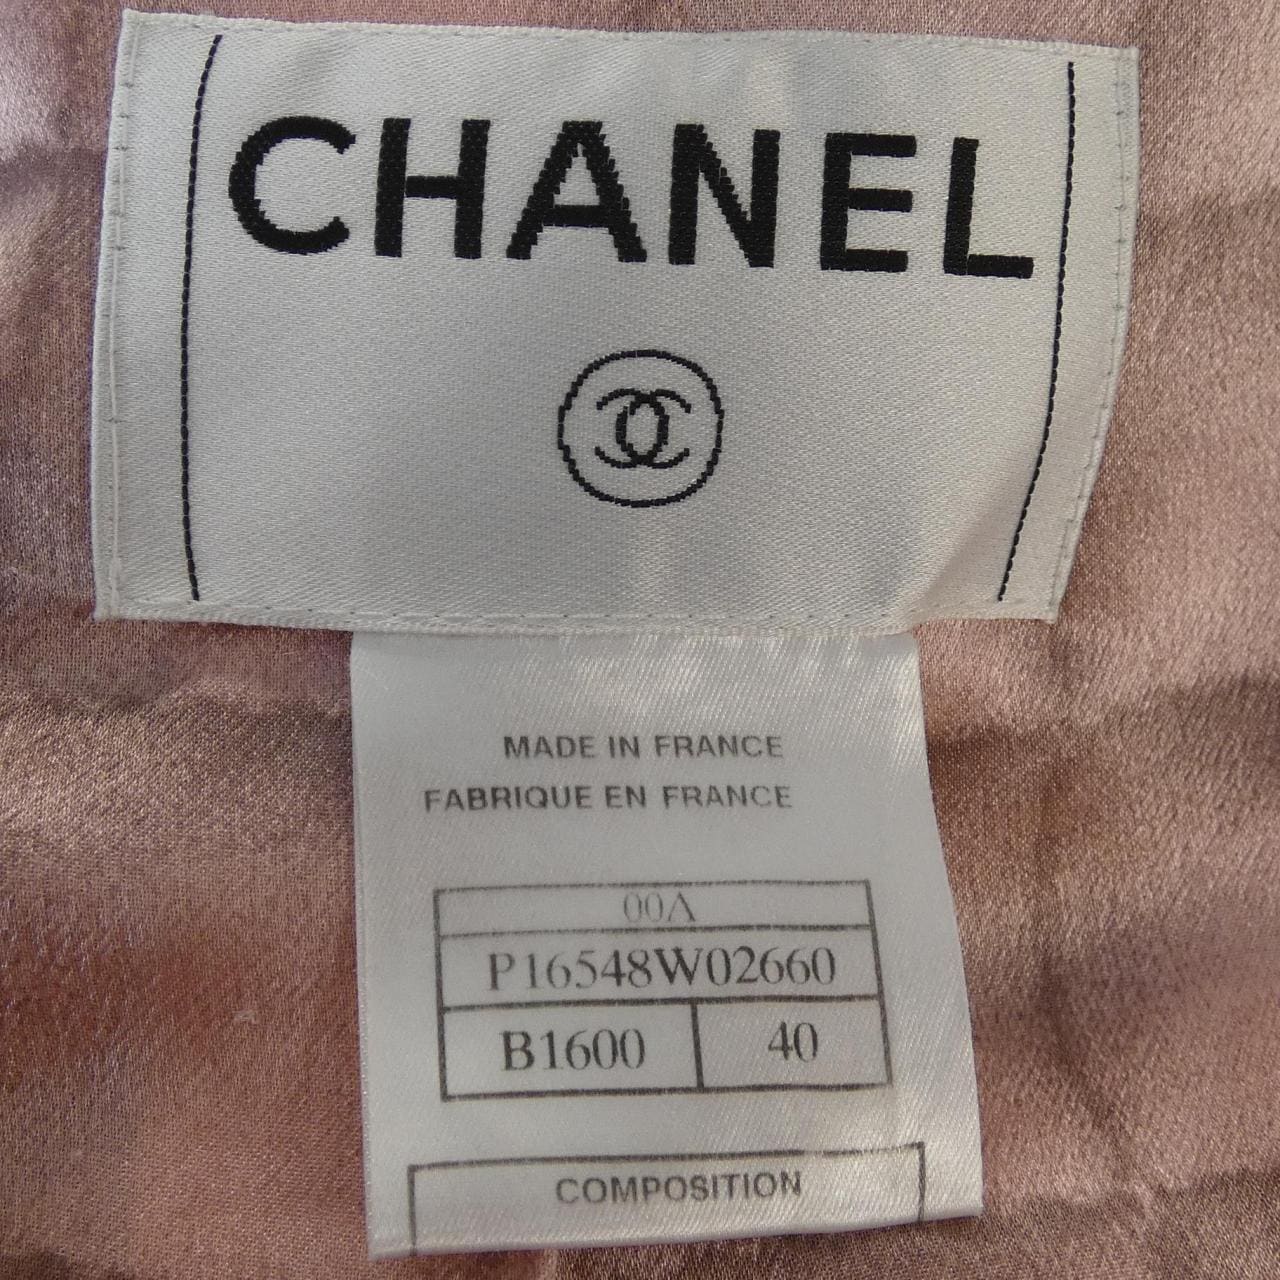 CHANEL
MADE IN FRANCE
FABRIQUE EN FRANCE
00A
P16548W02660
B1600 40
COMPOSITION